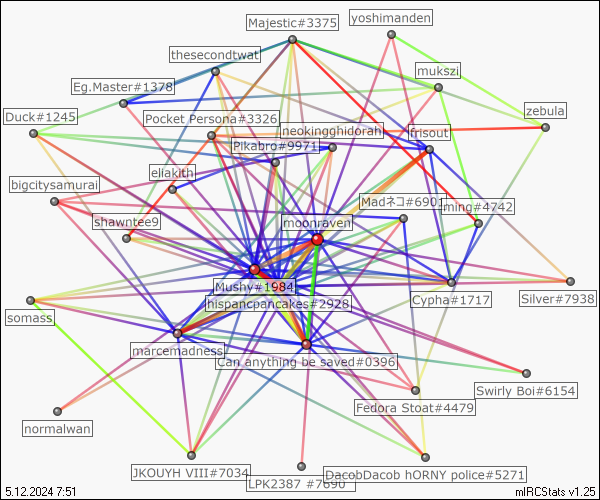 Majestic#3375
yoshimanden
thesecondtwat
mukszi
Eg.Master#1378
zebula
Duck#1245
Pocket Persona#3326
neokingghidorah
frisout
Pikabro#9971
eliakith
bigcitysamurai
Madネコ#6901
ming#4742
shawntee9
moonraven
Mushy#1984
Silver#7938
hispancpancakes#2928
Cypha#1717
somass
marcemadness
Can anything be saved#0396
Swirly Boi#6154
Fedora Stoat#4479
normalwan
JKOUYH VIII#7034
DacobDacob hORNY police#5271
LPK2387 #7690
5.12.2024 7:51
mIRCStats v1.25